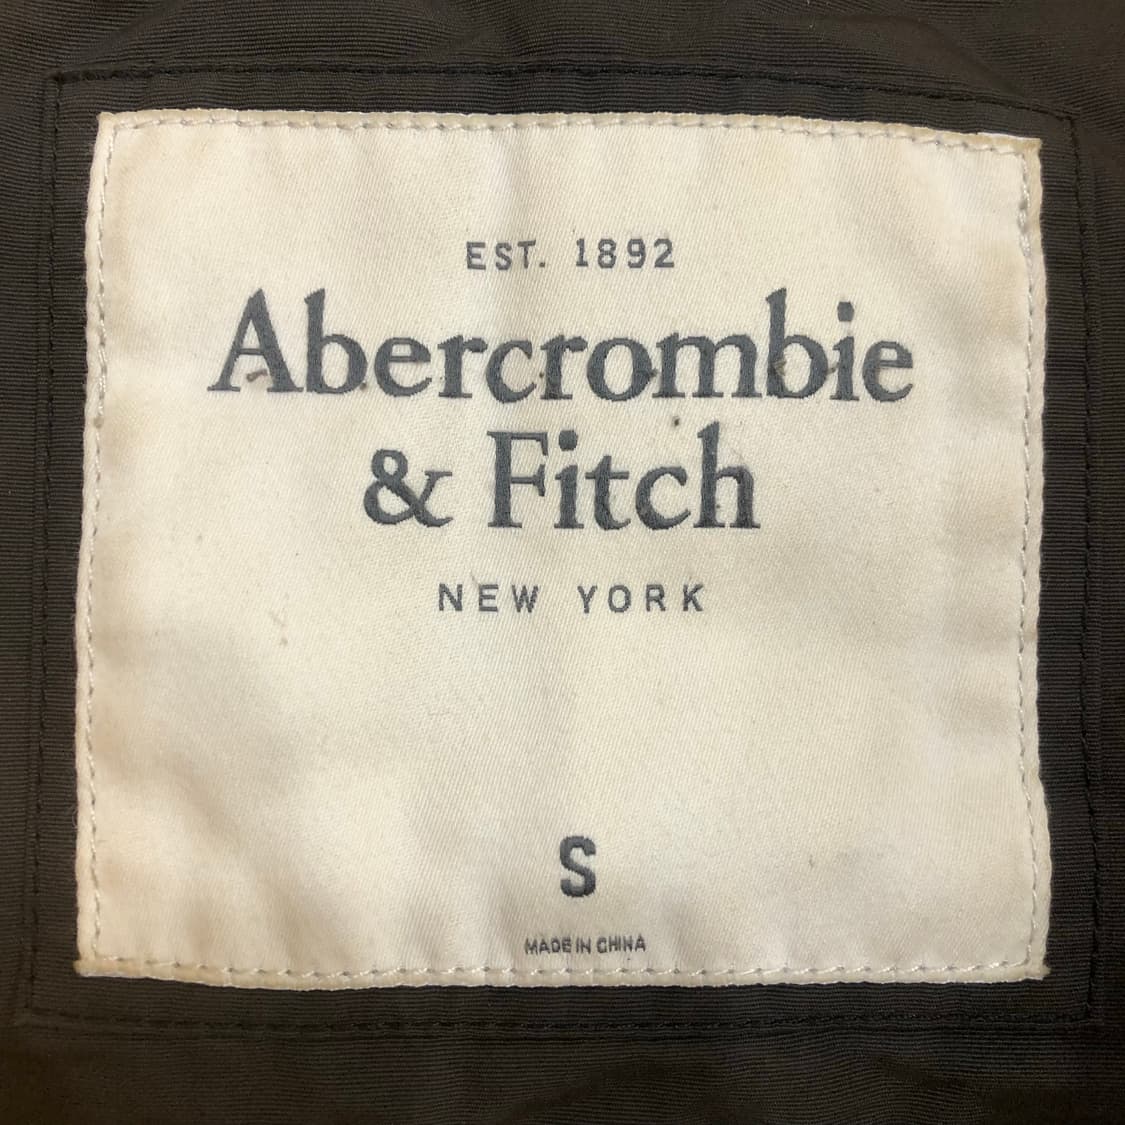 EST. 1892
Abercrombie
& Fitch
NEW YORK
S
MADE IN CHINA